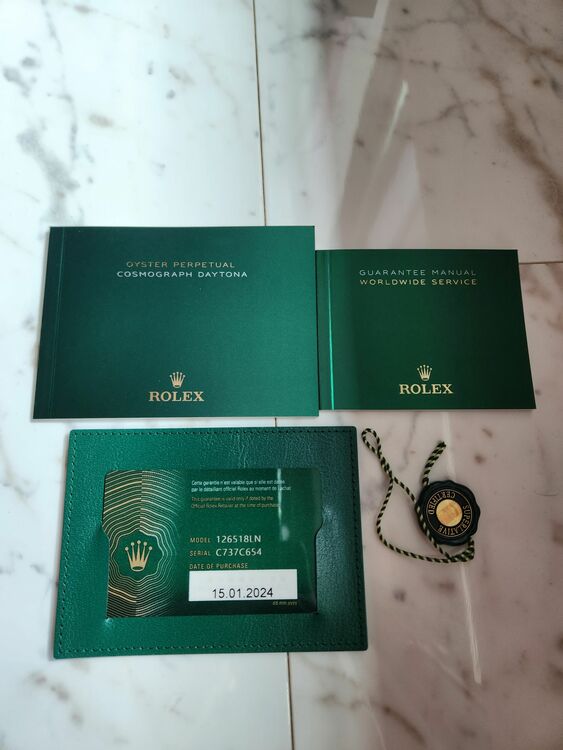 OYSTER PERPETUAL
COSMOGRAPH DAYTONA
ROLEX
GUARANTEE MANUAL
WORLDWIDE SERVICE
ROLEX
Cette garantie n'est valable que si elle est datée
par le détaillant officiel Rolex au moment de l'achat
This guarantee is valid only if dated by the
Official Rolex Retailer at the time of purchase
MODEL 126518LN
SERIAL C737C654
DATE OF PURCHASE
15.01.2024
dd.mm.yyyy
SUPERLATIVE
CERTIFIED